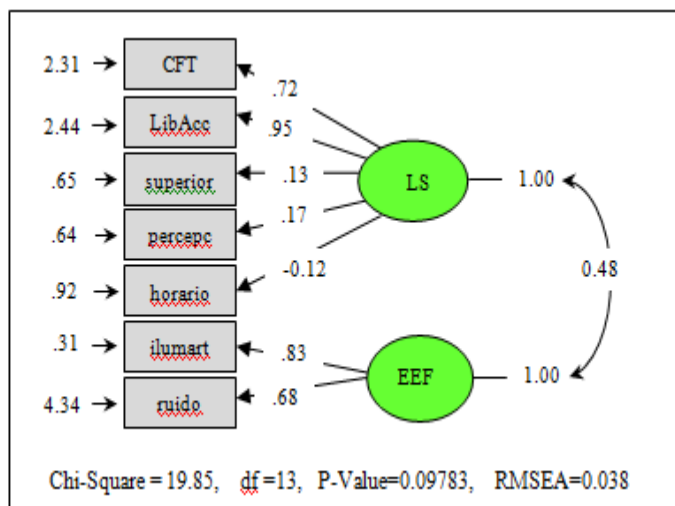 2.31 CFT .72
2.44 LibAcc .95
.65 superior .13 LS 1.00
.64 percepc .17
.92 horario -0.12 0.48
.31 ilumart .83
EEF 1.00
4.34 ruido .68
Chi-Square = 19.85, df =13, P-Value=0.09783, RMSEA=0.038